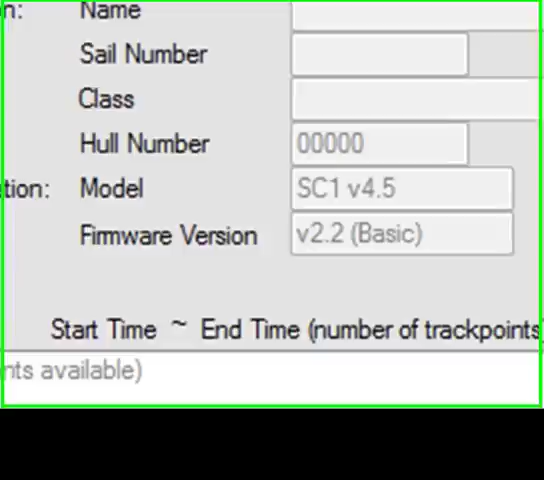 n: Name
Sail Number
Class
Hull Number 00000
tion: Model SC1 v4.5
Firmware Version v2.2 (Basic)
Start Time ~ End Time (number of trackpoints
nts available)